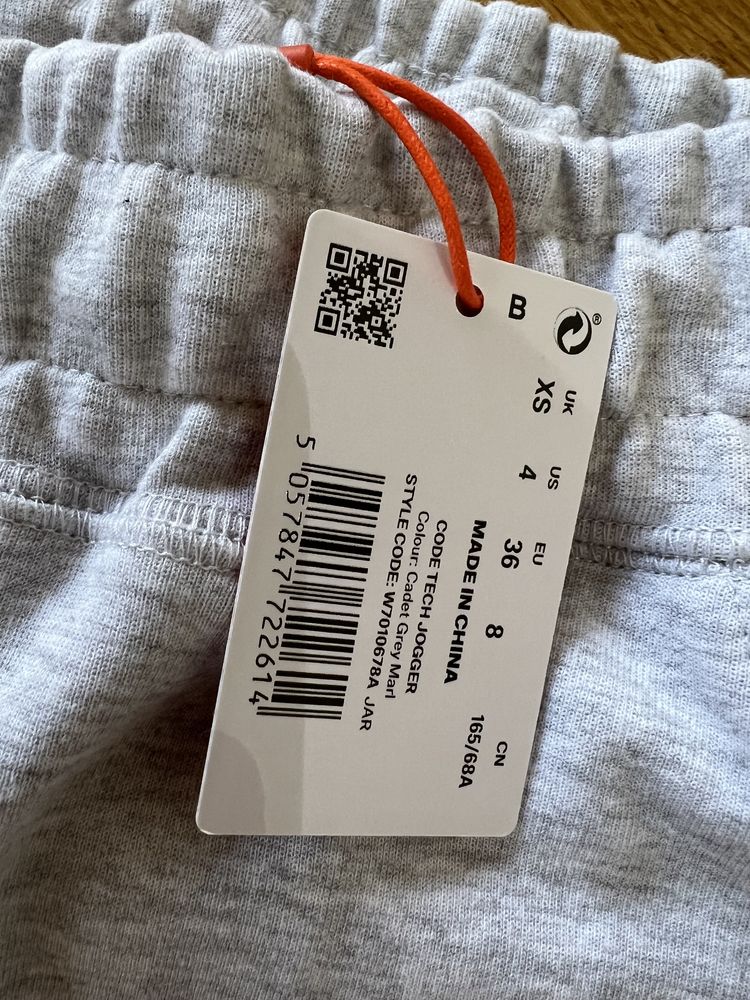 B
®
UK US EU CN
XS 4 36 8 165/68A
MADE IN CHINA
CODE TECH JOGGER
Colour: Cadet Grey Marl
STYLE CODE: W7010678A JAR
5 057847 722614